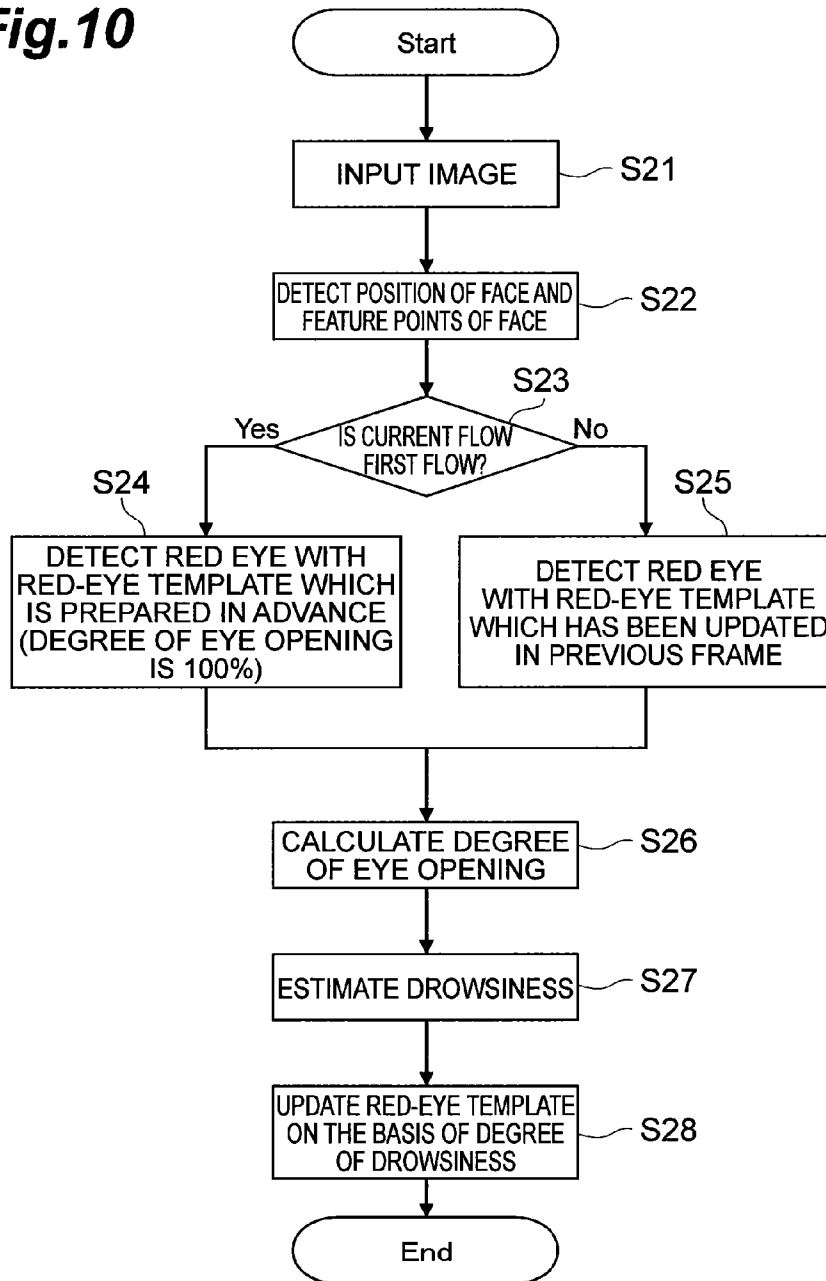 Fig.10
Start
INPUT IMAGE
S21
DETECT POSITION OF FACE AND
FEATURE POINTS OF FACE
S22
S23
Yes
IS CURRENT FLOW
FIRST FLOW?
No
S24
DETECT RED EYE WITH
RED-EYE TEMPLATE WHICH
IS PREPARED IN ADVANCE
(DEGREE OF EYE OPENING
IS 100%)
S25
DETECT RED EYE
WITH RED-EYE TEMPLATE
WHICH HAS BEEN UPDATED
IN PREVIOUS FRAME
CALCULATE DEGREE
OF EYE OPENING
S26
ESTIMATE DROWSINESS
S27
UPDATE RED-EYE TEMPLATE
ON THE BASIS OF DEGREE
OF DROWSINESS
S28
End